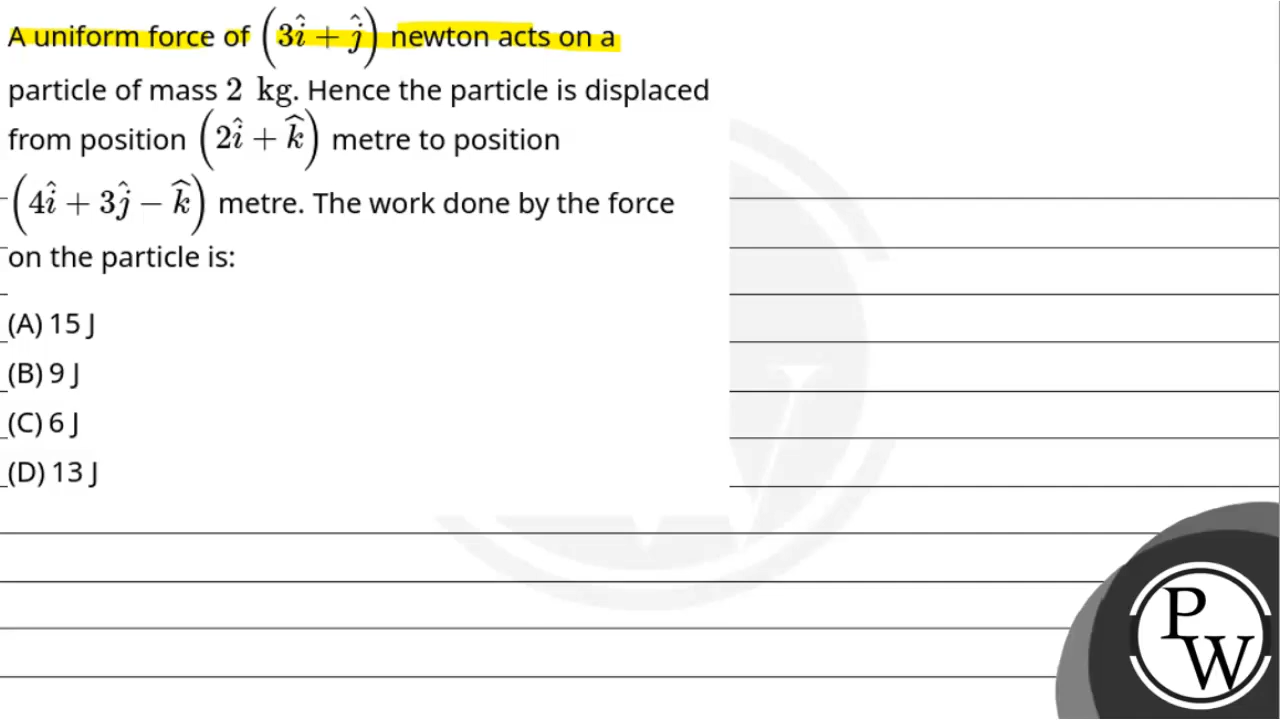 A uniform force of (3î + ĵ) newton acts on a
particle of mass 2 kg. Hence the particle is displaced
from position (2î + k̂) metre to position
(4î + 3ĵ − k̂) metre. The work done by the force
on the particle is:
(A) 15 J
(B) 9 J
(C) 6 J
(D) 13 J
P
W